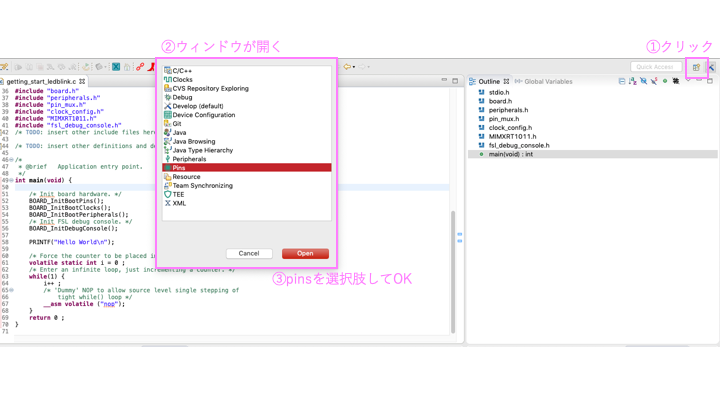 ②ウィンドウが開く
①クリック
Quick Access
getting_start_ledblink.c
36 #include "board.h"
#include "peripherals.h"
38 #include "pin_mux.h"
39 #include "clock_config.h"
40 #include "MIMXRT1011.h"
41 #include "fsl_debug_console.h"
/* TODO: insert other include files here
/* TODO: insert other definitions and de
45
46 /*
47 * @brief Application entry point.
48 */
int main(void) {
50
51 /* Init board hardware. */
52 BOARD_InitBootPins();
53 BOARD_InitBootClocks();
54 BOARD_InitBootPeripherals();
55 /* Init FSL debug console. */
56 BOARD_InitDebugConsole();
57
58 PRINTF("Hello World\n");
59
60 /* Force the counter to be placed in
61 volatile static int i = 0 ;
62 /* Enter an infinite loop, just incrementing a counter. */
63 while(1) {
64 i++ ;
65 /* 'Dummy' NOP to allow source level single stepping of
66 tight while() loop */
67 __asm volatile ("nop");
68 }
69 return 0 ;
70 }
71
C/C++
Clocks
CVS Repository Exploring
Debug
Develop (default)
Device Configuration
Git
Java
Java Browsing
Java Type Hierarchy
Peripherals
Pins
Resource
Team Synchronizing
TEE
XML
Cancel
Open
③pinsを選択肢してOK
Outline
Global Variables
stdio.h
board.h
peripherals.h
pin_mux.h
clock_config.h
MIMXRT1011.h
fsl_debug_console.h
main(void) : int